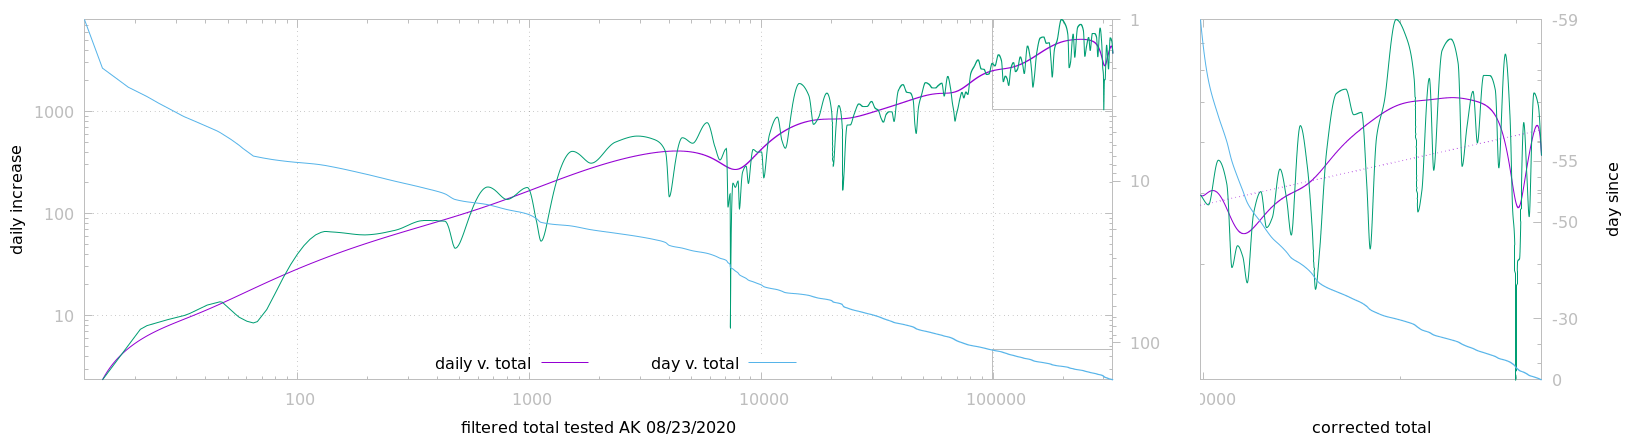 daily increase
1000
100
10
100
1000
10000
100000
filtered total tested AK 08/23/2020
daily v. total
day v. total
1
10
100
0000
corrected total
-59
-55
-50
-30
0
day since